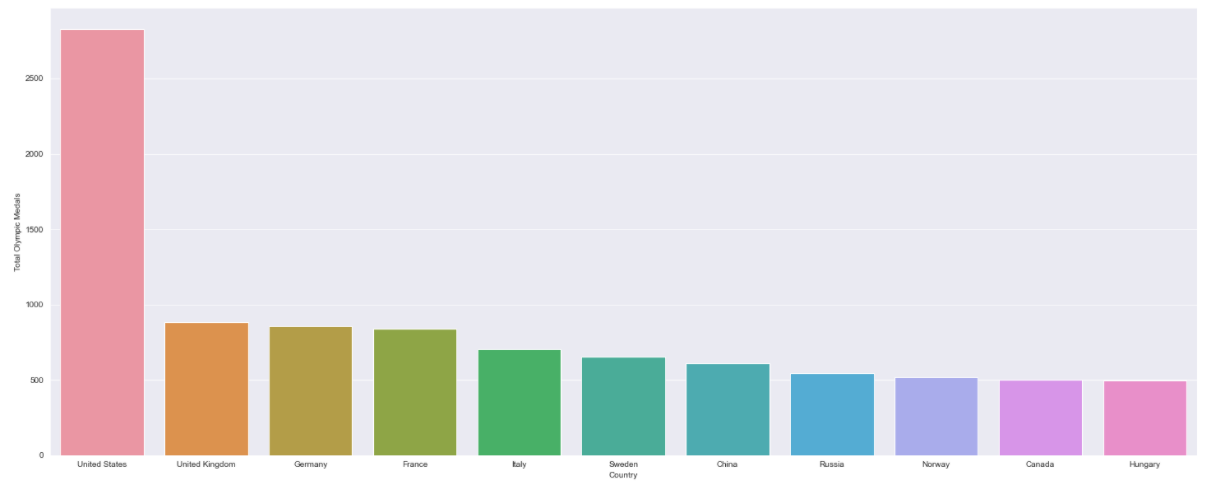 2500
2000
1500
1000
500
0
Total Olympic Medals
United States United Kingdom Germany France Italy Sweden China Russia Norway Canada Hungary
Country